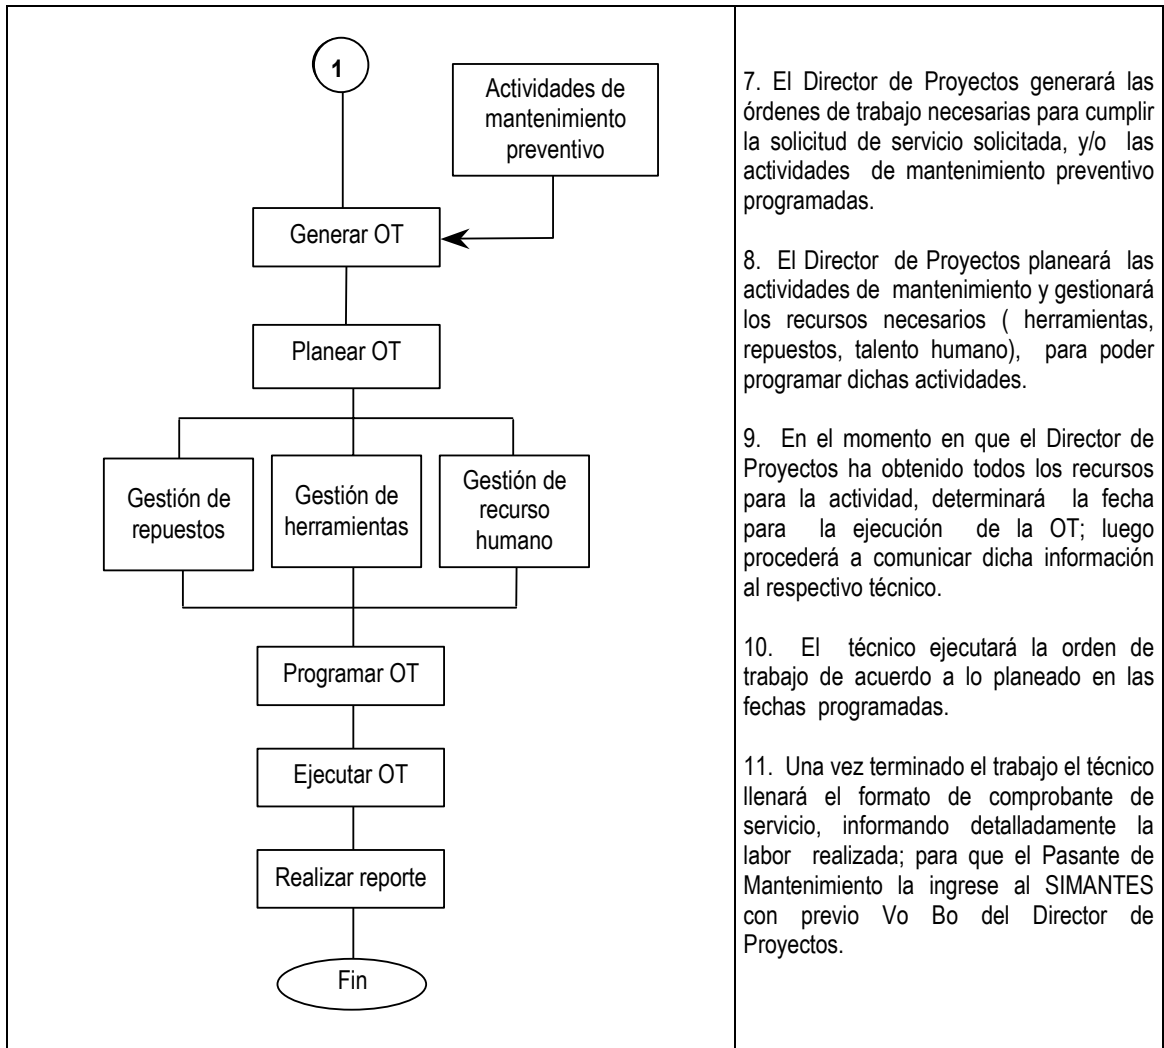 1
Actividades de
mantenimiento
preventivo
Generar OT
Planear OT
Gestión de
repuestos
Gestión de
herramientas
Gestión de
recurso
humano
Programar OT
Ejecutar OT
Realizar reporte
Fin
7. El Director de Proyectos generará las
órdenes de trabajo necesarias para cumplir
la solicitud de servicio solicitada, y/o las
actividades de mantenimiento preventivo
programadas.
8. El Director de Proyectos planeará las
actividades de mantenimiento y gestionará
los recursos necesarios ( herramientas,
repuestos, talento humano), para poder
programar dichas actividades.
9. En el momento en que el Director de
Proyectos ha obtenido todos los recursos
para la actividad, determinará la fecha
para la ejecución de la OT; luego
procederá a comunicar dicha información
al respectivo técnico.
10. El técnico ejecutará la orden de
trabajo de acuerdo a lo planeado en las
fechas programadas.
11. Una vez terminado el trabajo el técnico
llenará el formato de comprobante de
servicio, informando detalladamente la
labor realizada; para que el Pasante de
Mantenimiento la ingrese al SIMANTES
con previo Vo Bo del Director de
Proyectos.